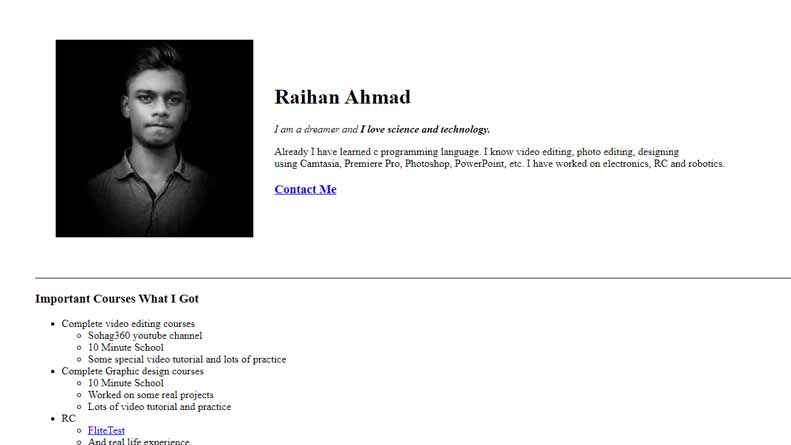 Raihan Ahmad
I am a dreamer and I love science and technology.
Already I have learned c programming language. I know video editing, photo editing, designing
using Camtasia, Premiere Pro, Photoshop, PowerPoint, etc. I have worked on electronics, RC and robotics.
Contact Me
Important Courses What I Got
Complete video editing courses
Sohag360 youtube channel
10 Minute School
Some special video tutorial and lots of practice
Complete Graphic design courses
10 Minute School
Worked on some real projects
Lots of video tutorial and practice
RC
FliteTest
And real life experience